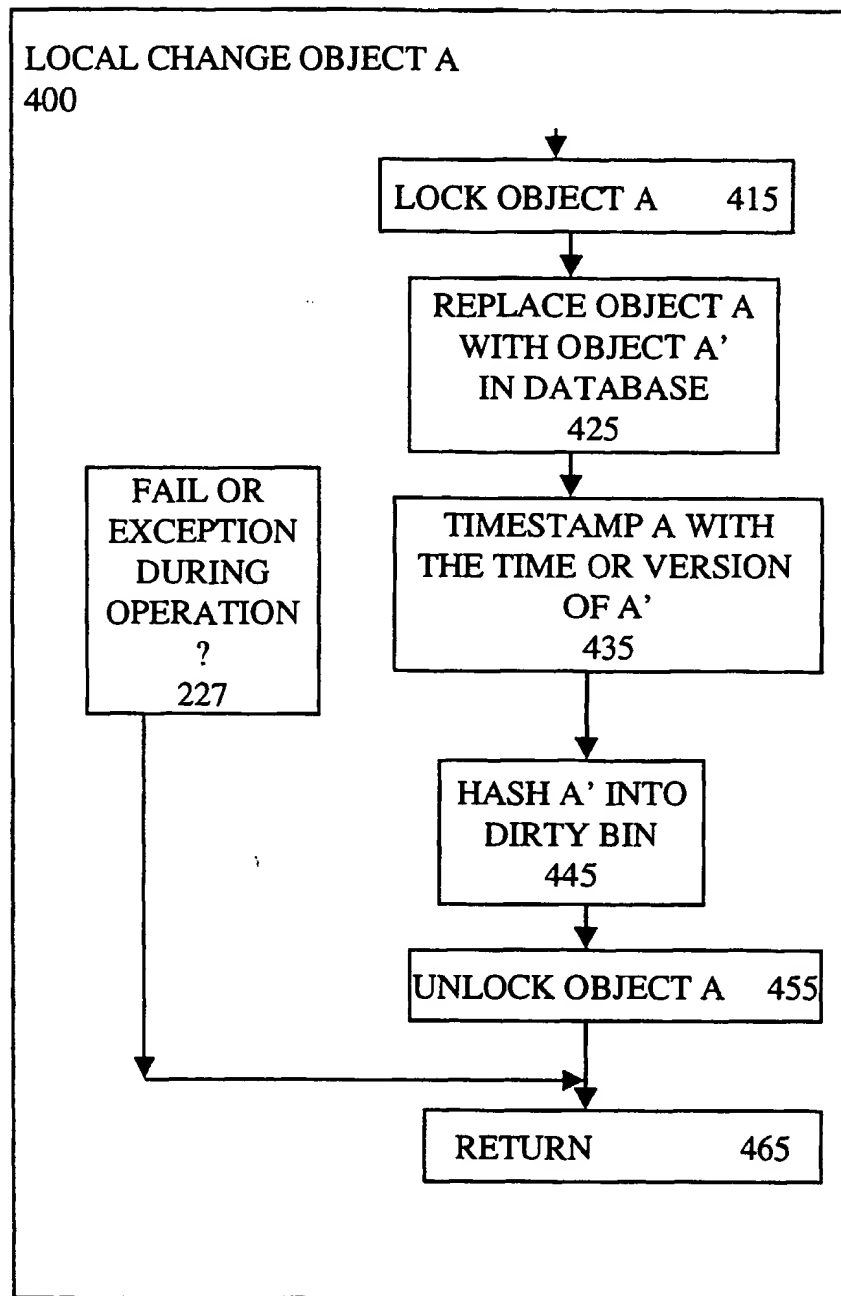 LOCAL CHANGE OBJECT A
400
LOCK OBJECT A 415
REPLACE OBJECT A
WITH OBJECT A'
IN DATABASE
425
FAIL OR
EXCEPTION
DURING
OPERATION
?
227
TIMESTAMP A WITH
THE TIME OR VERSION
OF A'
435
HASH A' INTO
DIRTY BIN
445
UNLOCK OBJECT A 455
RETURN 465